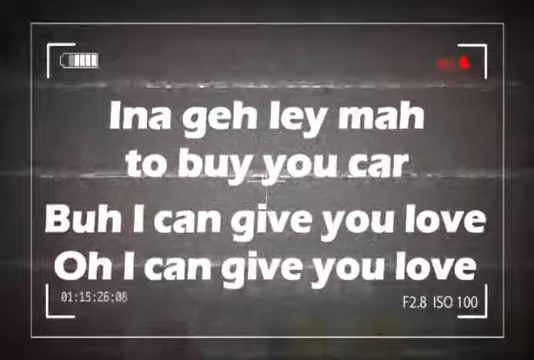 Ina geh ley mah
to buy you car
Buh I can give you love
Oh I can give you love
01:15:26:06
F2.8 ISO 100